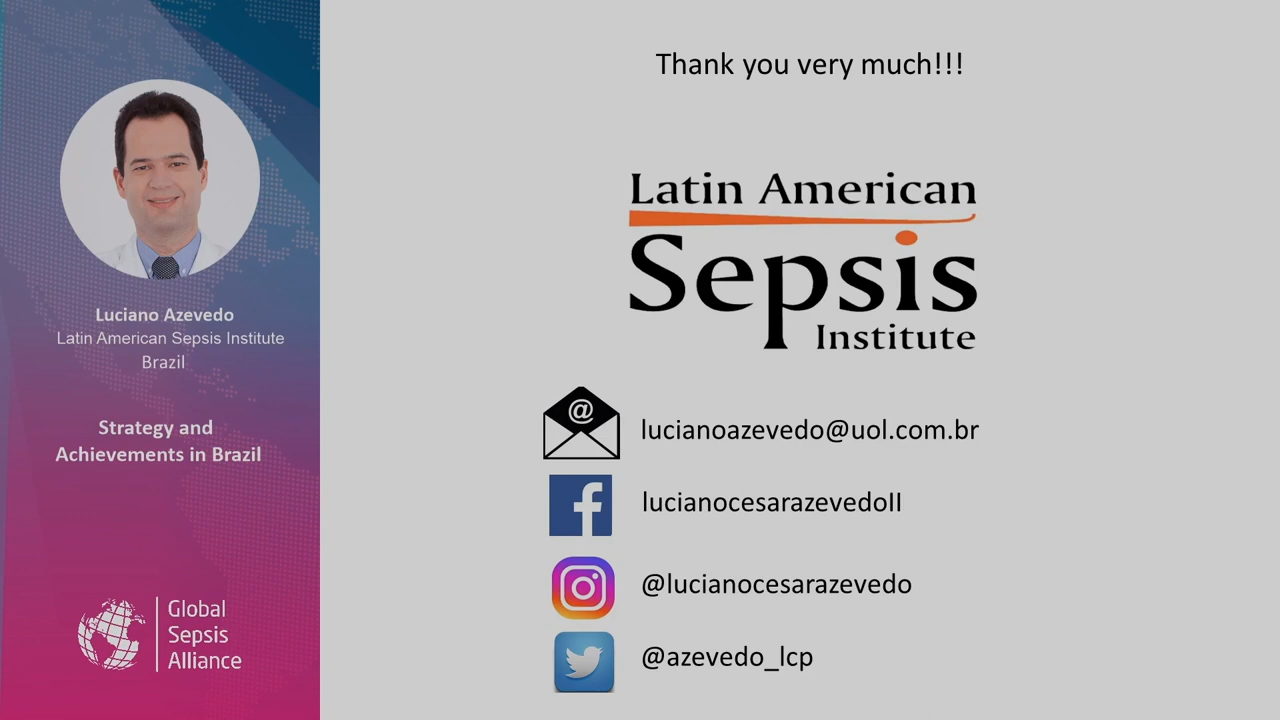 Luciano Azevedo
Latin American Sepsis Institute
Brazil
Strategy and
Achievements in Brazil
Global
Sepsis
Alliance
Thank you very much!!!
Latin American
Sepsis
Institute
@
lucianoazevedo@uol.com.br
f
lucianocesarazevedoII
@lucianocesarazevedo
@azevedo_lcp